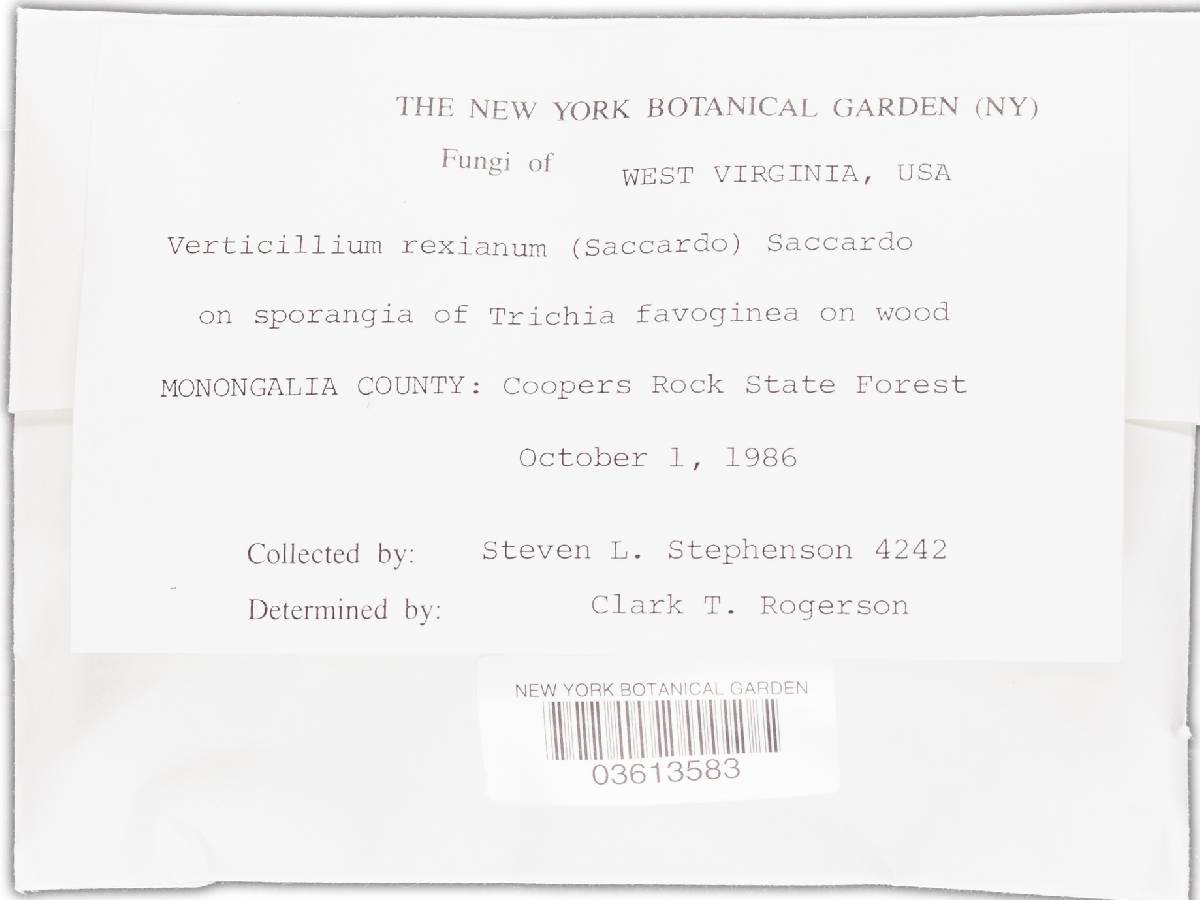 THE NEW YORK BOTANICAL GARDEN (NY)
Fungi of WEST VIRGINIA, USA
Verticillium rexianum (Saccardo) Saccardo
on sporangia of Trichia favoginea on wood
MONONGALIA COUNTY: Coopers Rock State Forest
October 1, 1986
Collected by: Steven L. Stephenson 4242
Determined by: Clark T. Rogerson
NEW YORK BOTANICAL GARDEN
03613583